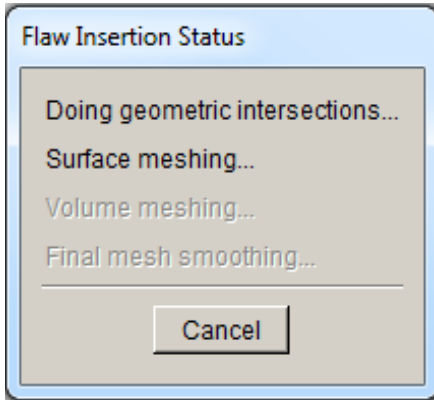 Flaw Insertion Status
Doing geometric intersections...
Surface meshing...
Volume meshing...
Final mesh smoothing...
Cancel